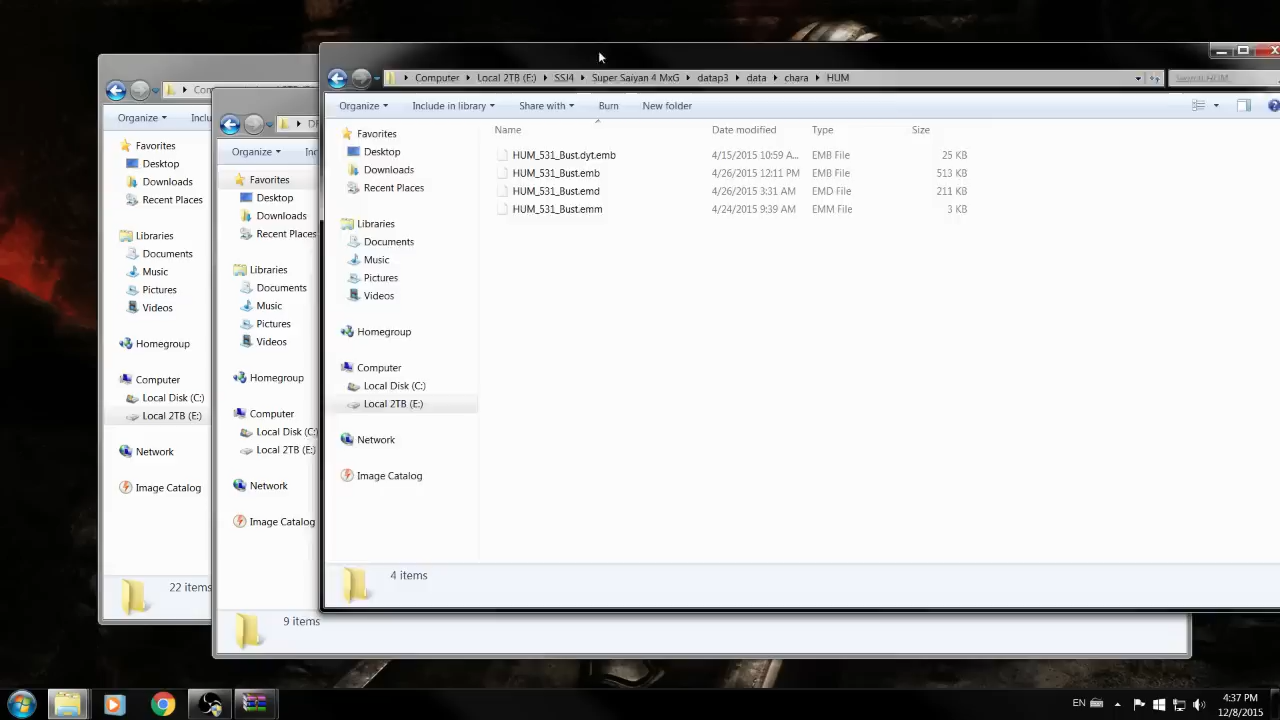 Computer Local 2TB (E:) SSJ4 Super Saiyan 4 MxG datap3 data chara HUM Search HUM
Organize Include in library Share with Burn New folder
Name Date modified Type Size
HUM_531_Bust.dyt.emb 4/15/2015 10:59 A... EMB File 25 KB
HUM_531_Bust.emb 4/26/2015 12:11 PM EMB File 513 KB
HUM_531_Bust.emd 4/26/2015 3:31 AM EMD File 211 KB
HUM_531_Bust.emm 4/24/2015 9:39 AM EMM File 3 KB
Favorites
Desktop
Downloads
Recent Places
Libraries
Documents
Music
Pictures
Videos
Homegroup
Computer
Local Disk (C:)
Local 2TB (E:)
Network
Image Catalog
4 items
Organize
Favorites
Desktop
Downloads
Recent Places
Libraries
Documents
Music
Pictures
Videos
Homegroup
Computer
Local Disk (C:)
Local 2TB (E:)
Network
Image Catalog
22 items
Organize
Favorites
Desktop
Downloads
Recent Places
Libraries
Documents
Music
Pictures
Videos
Homegroup
Computer
Local Disk (C:
Local 2TB (E:)
Network
Image Catalog
9 items
EN
4:37 PM
12/8/2015